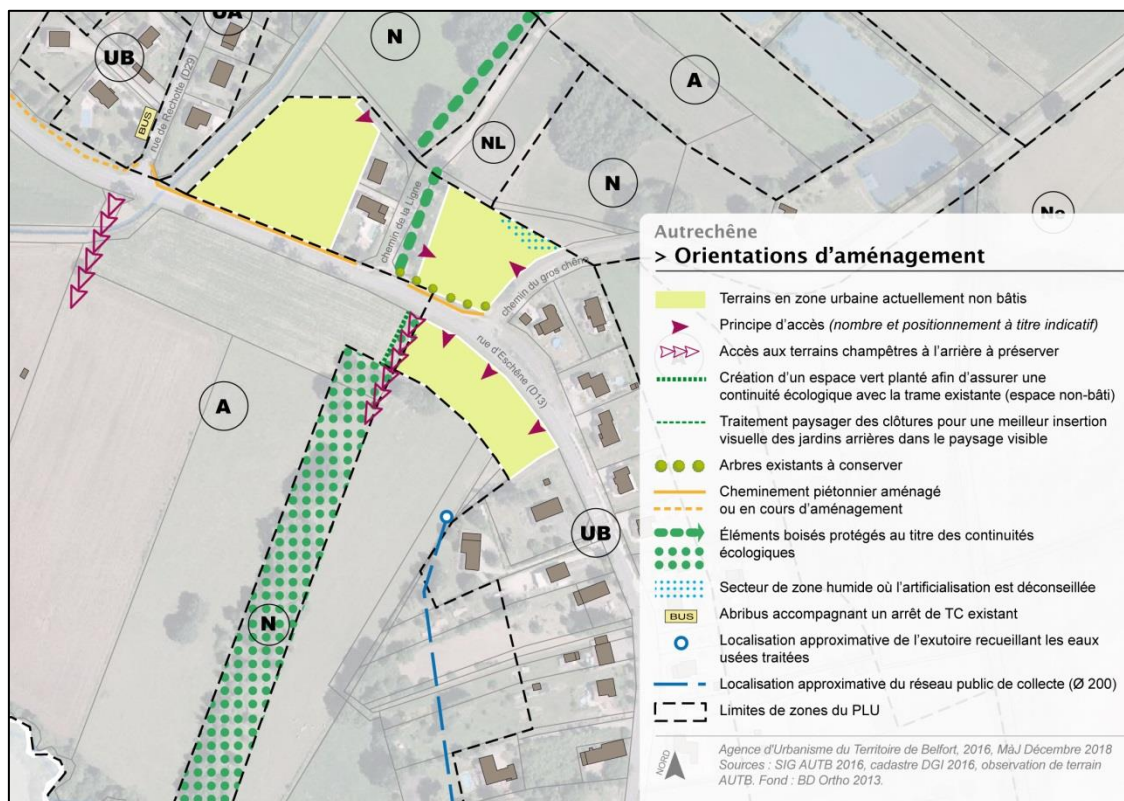 UA
UB
N
A
BUS
rue de Rechotte (D29)
NL
N
chemin de la Ligne
chemin du gros chêne
rue d'Eschêne (D13)
A
UB
N
Autrechêne
> Orientations d'aménagement
Terrains en zone urbaine actuellement non bâtis
Principe d'accès (nombre et positionnement à titre indicatif)
Accès aux terrains champêtres à l'arrière à préserver
Création d'un espace vert planté afin d'assurer une
continuité écologique avec la trame existante (espace non-bâti)
Traitement paysager des clôtures pour une meilleur insertion
visuelle des jardins arrières dans le paysage visible
Arbres existants à conserver
Cheminement piétonnier aménagé
ou en cours d'aménagement
Éléments boisés protégés au titre des continuités
écologiques
Secteur de zone humide où l'artificialisation est déconseillée
BUS
Abribus accompagnant un arrêt de TC existant
Localisation approximative de l'exutoire recueillant les eaux
usées traitées
Localisation approximative du réseau public de collecte (Ø 200)
Limites de zones du PLU
NORD
Agence d'Urbanisme du Territoire de Belfort, 2016, MàJ Décembre 2018
Sources : SIG AUTB 2016, cadastre DGI 2016, observation de terrain
AUTB. Fond : BD Ortho 2013.